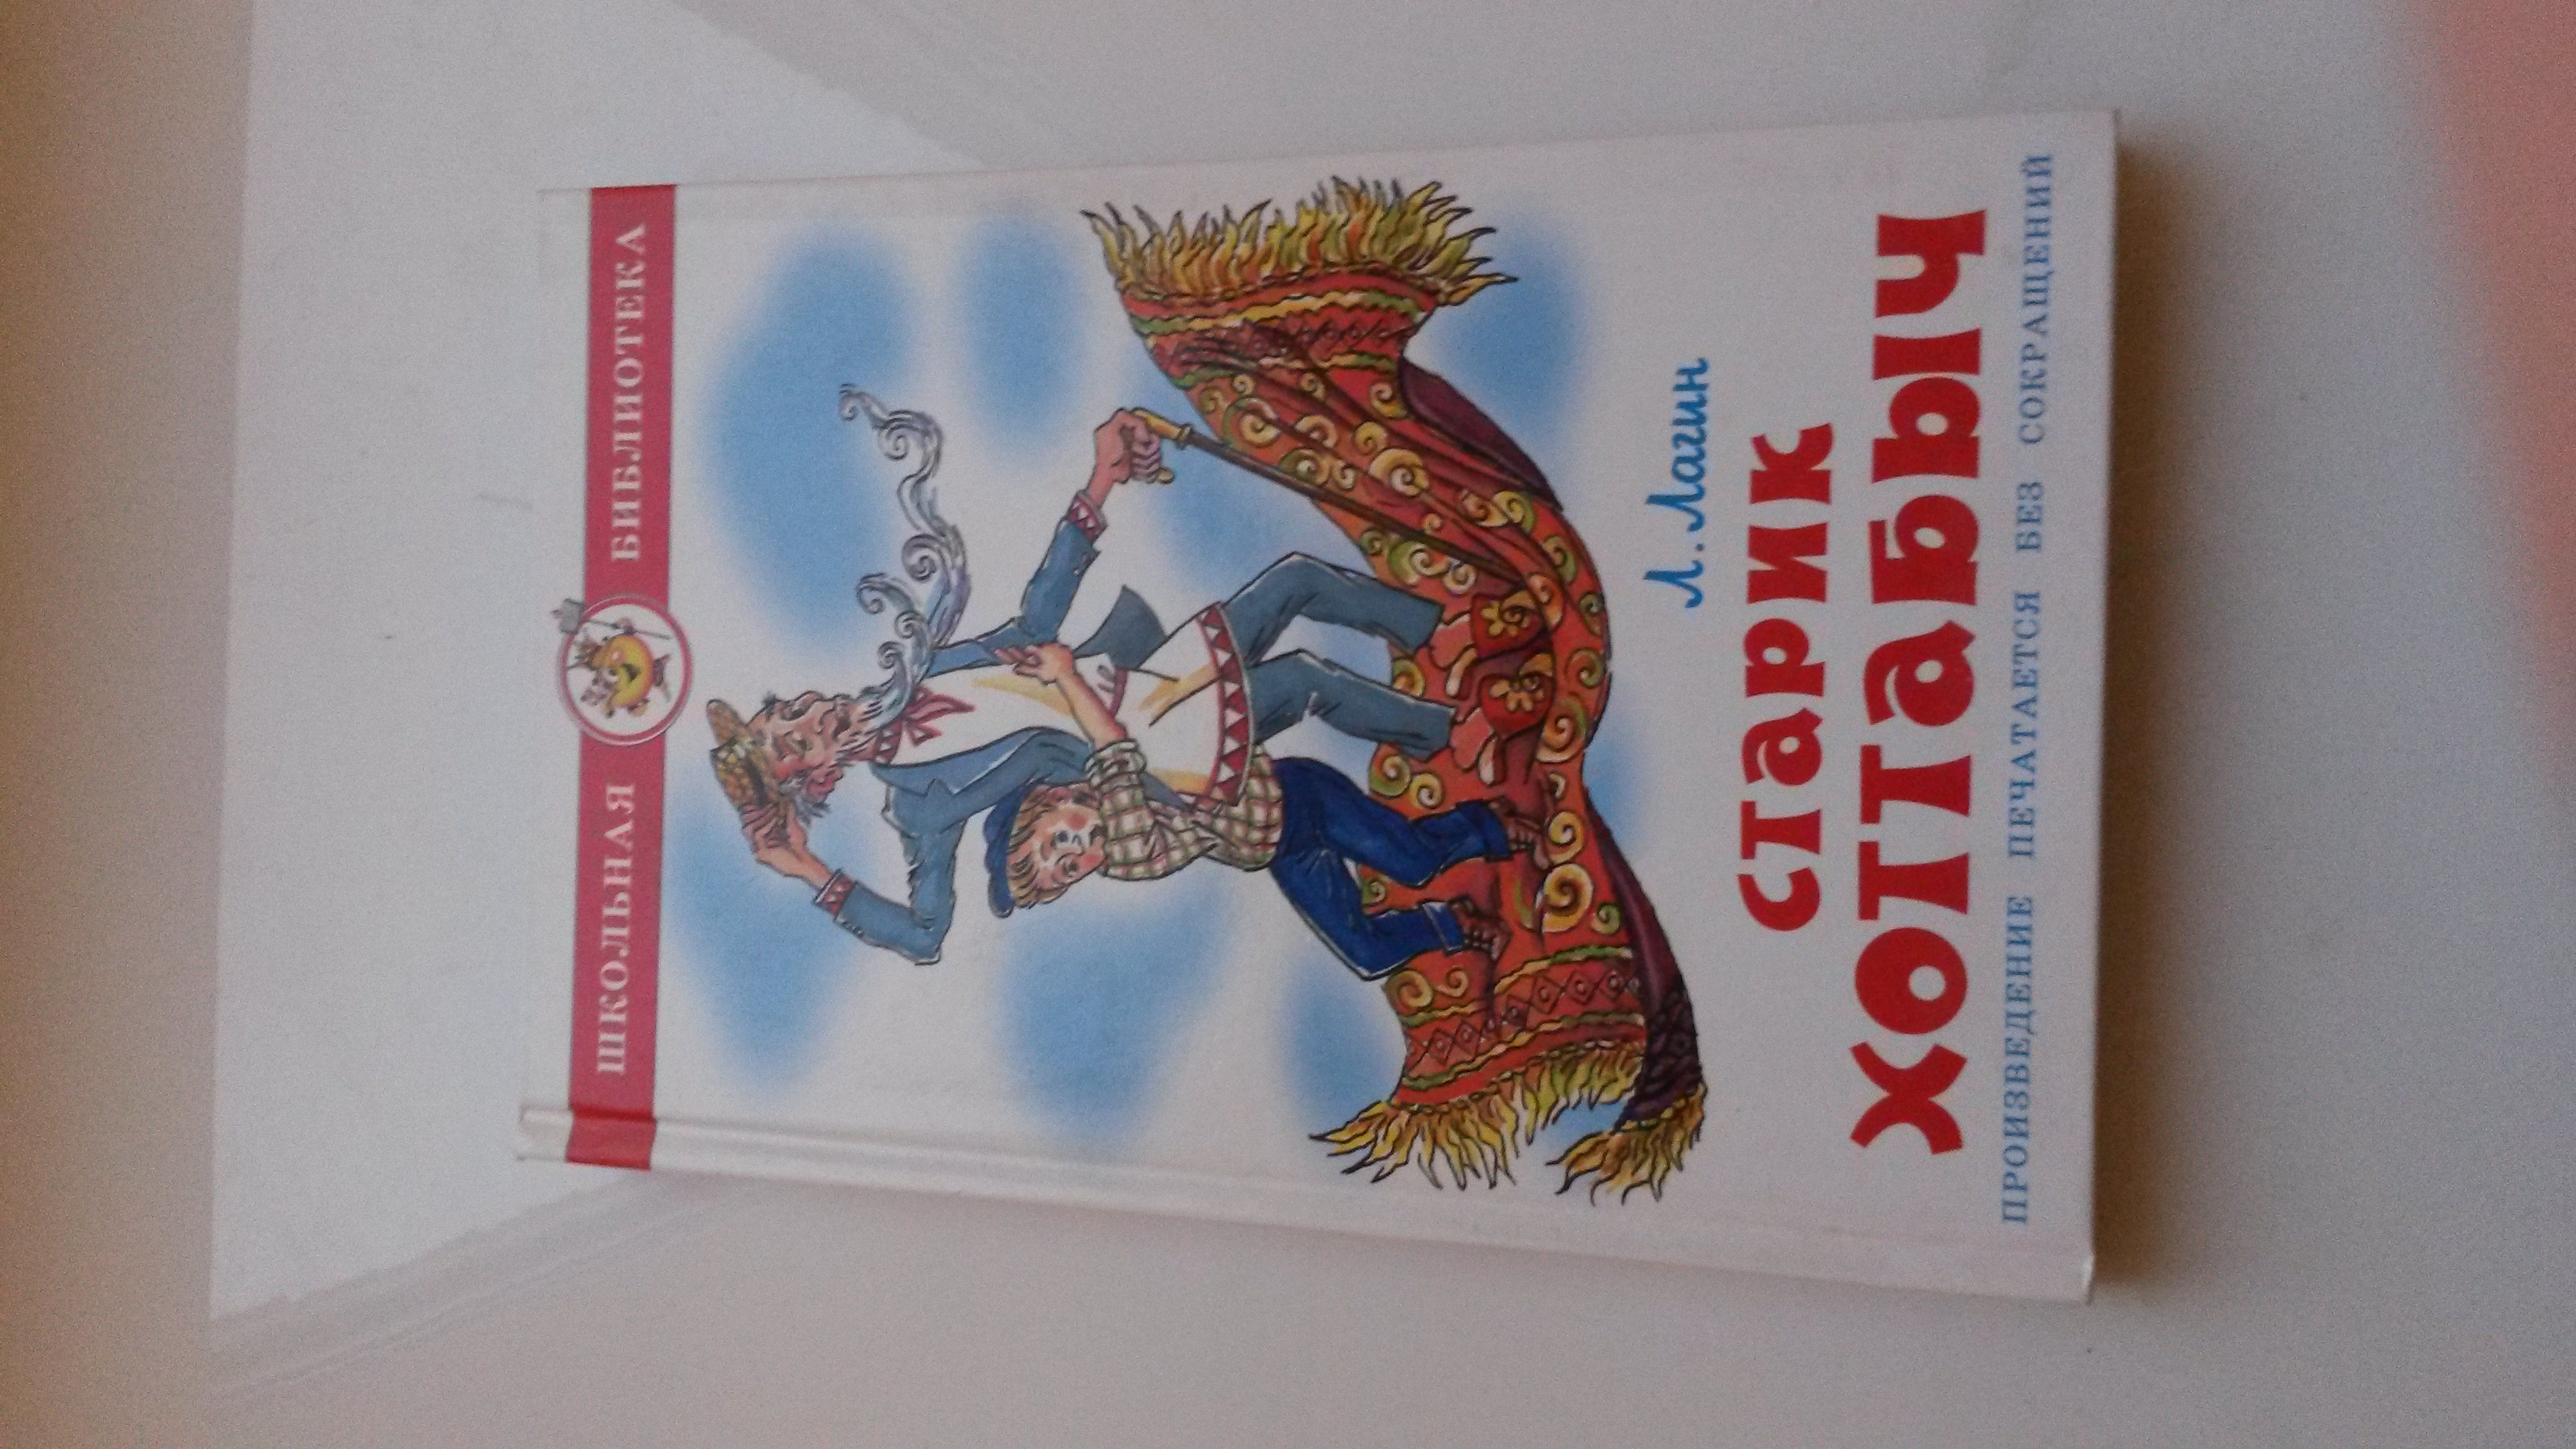 ШКОЛЬНАЯ БИБЛИОТЕКА
Л. Лагин
СТАРИК
ХОТТАБЫЧ
ПРОИЗВЕДЕНИЕ ПЕЧАТАЕТСЯ БЕЗ СОКРАЩЕНИЙ